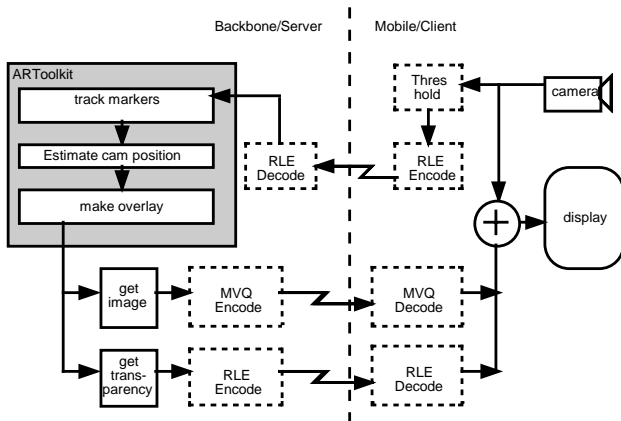 Backbone/Server
Mobile/Client
ARToolkit
track markers
Estimate cam position
make overlay
RLE
Decode
Thres
hold
RLE
Encode
camera
display
get
image
MVQ
Encode
MVQ
Decode
get
trans-
parency
RLE
Encode
RLE
Decode